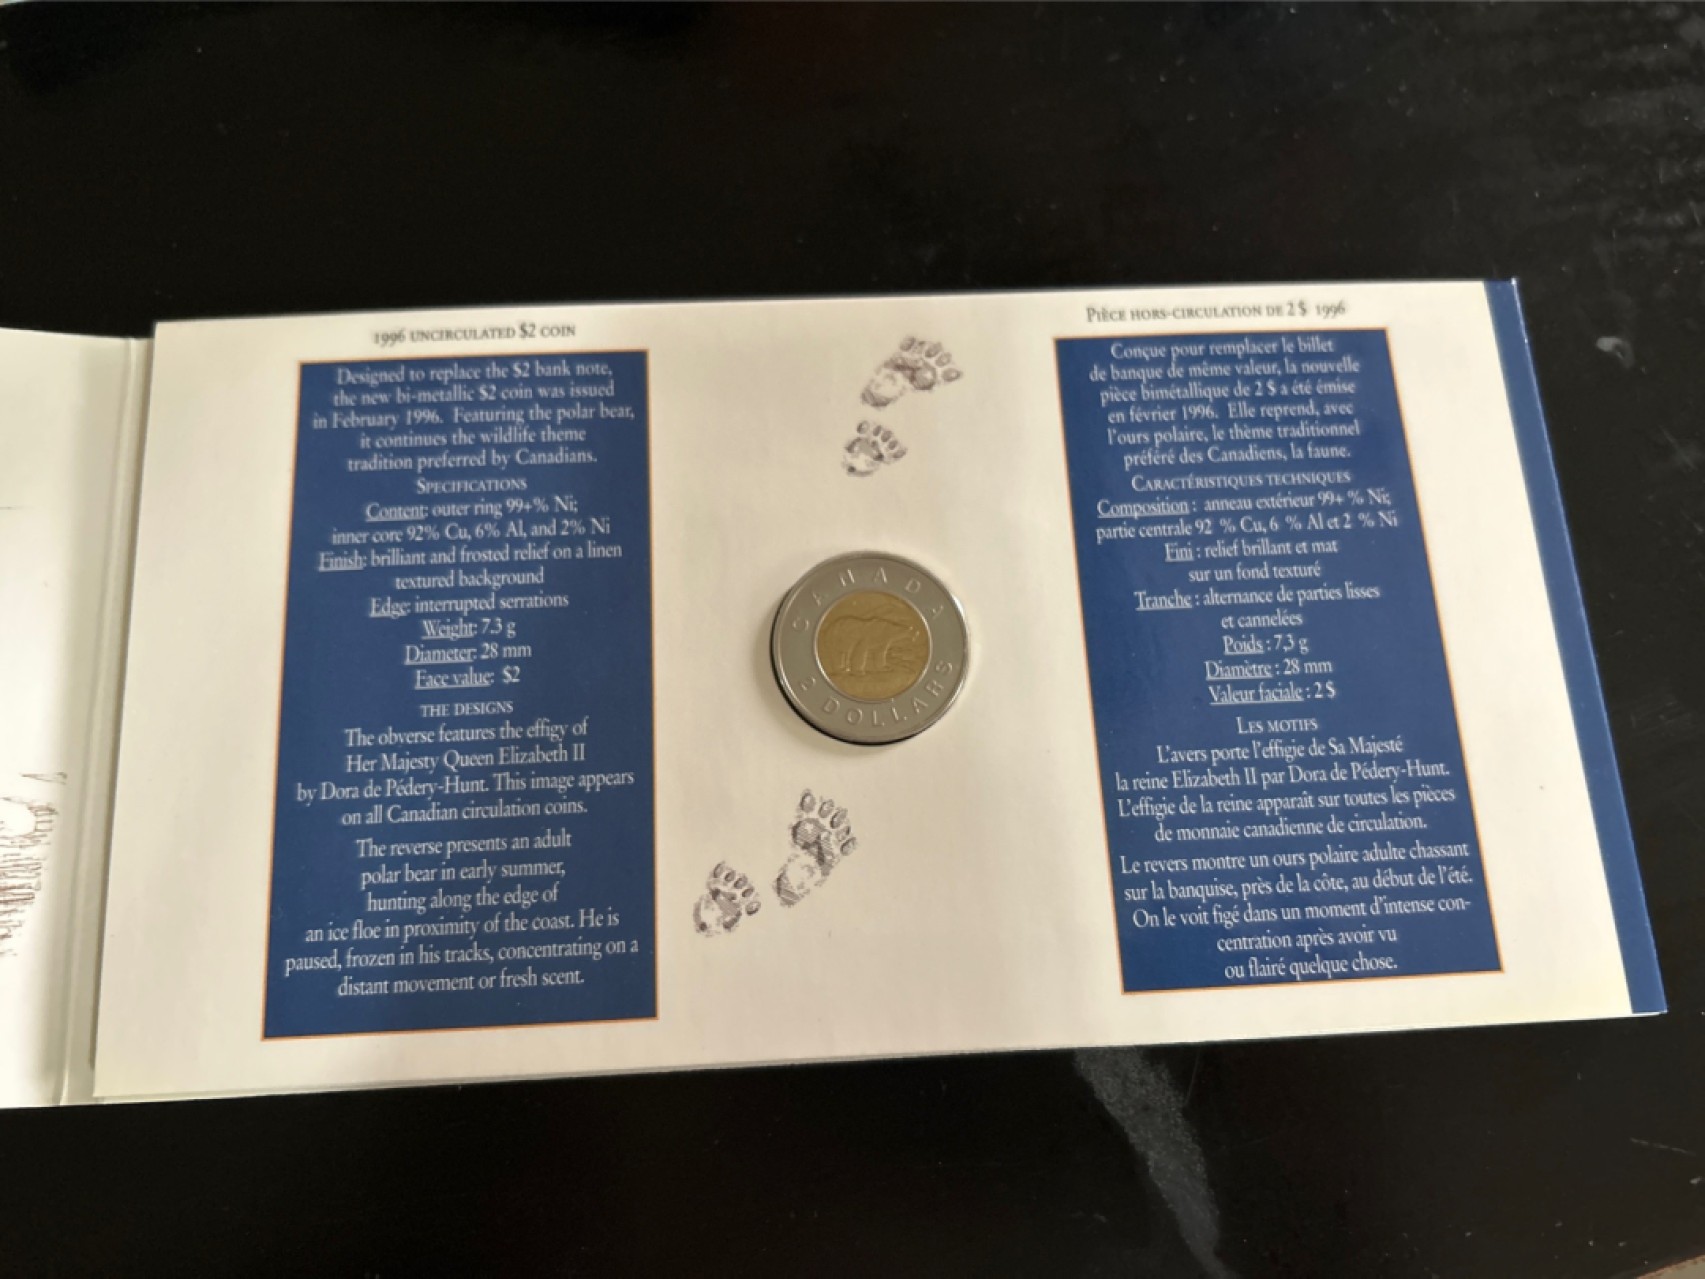 1996 UNCIRCULATED $2 COIN
Designed to replace the $2 bank note,
the new bi-metallic $2 coin was issued
in February 1996. Featuring the polar bear,
it continues the wildlife theme
tradition preferred by Canadians.
SPECIFICATIONS
Content: outer ring 99+% Ni;
inner core 92% Cu, 6% Al, and 2% Ni
Finish: brilliant and frosted relief on a linen
textured background
Edge: interrupted serrations
Weight: 7.3 g
Diameter: 28 mm
Face value: $2
THE DESIGNS
The obverse features the effigy of
Her Majesty Queen Elizabeth II
by Dora de Pédery-Hunt. This image appears
on all Canadian circulation coins.
The reverse presents an adult
polar bear in early summer,
hunting along the edge of
an ice floe in proximity of the coast. He is
paused, frozen in his tracks, concentrating on a
distant movement or fresh scent.
CANADA
2 DOLLARS
PIÈCE HORS-CIRCULATION DE 2 $ 1996
Conçue pour remplacer le billet
de banque de même valeur, la nouvelle
pièce bimétallique de 2 $ a été émise
en février 1996. Elle reprend, avec
l'ours polaire, le thème traditionnel
préféré des Canadiens, la faune.
CARACTÉRISTIQUES TECHNIQUES
Composition : anneau extérieur 99+ % Ni;
partie centrale 92 % Cu, 6 % Al et 2 % Ni
Fini : relief brillant et mat
sur un fond texturé
Tranche : alternance de parties lisses
et cannelées
Poids : 7,3 g
Diamètre : 28 mm
Valeur faciale : 2 $
LES MOTIFS
L'avers porte l'effigie de Sa Majesté
la reine Elizabeth II par Dora de Pédery-Hunt.
L'effigie de la reine apparaît sur toutes les pièces
de monnaie canadienne de circulation.
Le revers montre un ours polaire adulte chassant
sur la banquise, près de la côte, au début de l'été.
On le voit figé dans un moment d'intense con-
centration après avoir vu
ou flairé quelque chose.